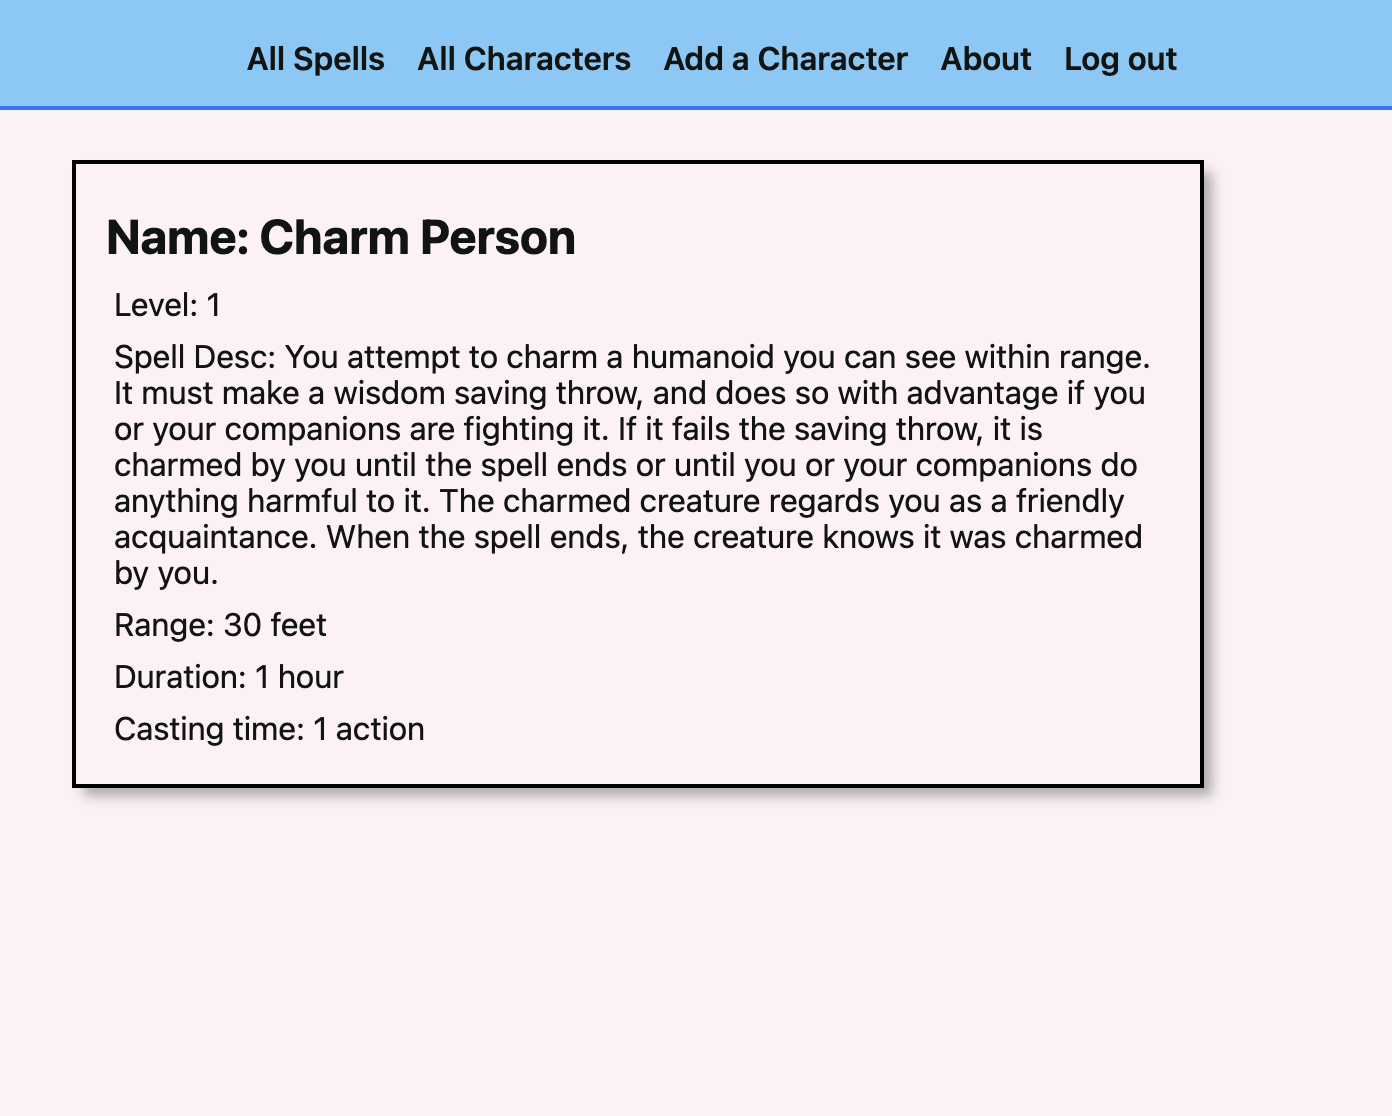 All Spells All Characters Add a Character About Log out
Name: Charm Person
Level: 1
Spell Desc: You attempt to charm a humanoid you can see within range.
It must make a wisdom saving throw, and does so with advantage if you
or your companions are fighting it. If it fails the saving throw, it is
charmed by you until the spell ends or until you or your companions do
anything harmful to it. The charmed creature regards you as a friendly
acquaintance. When the spell ends, the creature knows it was charmed
by you.
Range: 30 feet
Duration: 1 hour
Casting time: 1 action